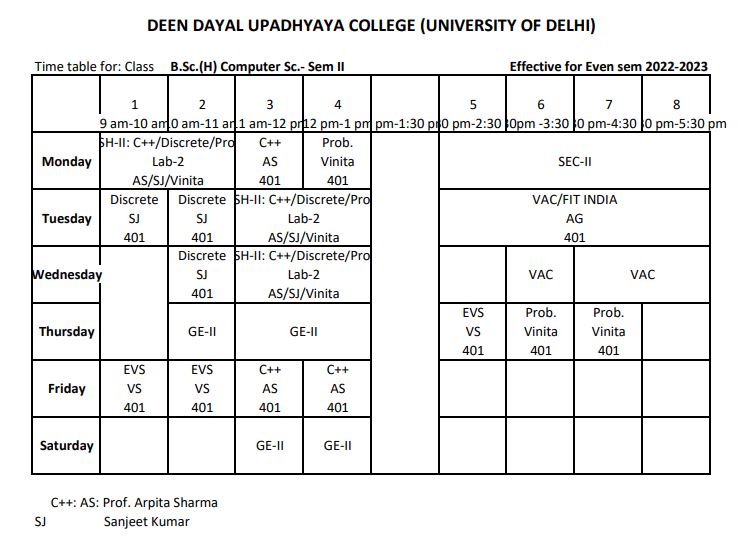 DEEN DAYAL UPADHYAYA COLLEGE (UNIVERSITY OF DELHI)
Time table for: Class B.Sc.(H) Computer Sc.- Sem II Effective for Even sem 2022-2023
1 2 3 4 5 6 7 8
9 am-10 am 0 am-11 am 1 am-12 pm 12 pm-1 pm pm-1:30 pm 0 pm-2:30 30pm -3:30 0 pm-4:30 0 pm-5:30 pm
Monday
SH-II: C++/Discrete/Pro
Lab-2
AS/SJ/Vinita
C++
AS
401
Prob.
Vinita
401
SEC-II
Tuesday
Discrete
SJ
401
Discrete
SJ
401
SH-II: C++/Discrete/Pro
Lab-2
AS/SJ/Vinita
VAC/FIT INDIA
AG
401
Wednesday
Discrete
SJ
401
SH-II: C++/Discrete/Pro
Lab-2
AS/SJ/Vinita
VAC
VAC
Thursday
GE-II
GE-II
EVS
VS
401
Prob.
Vinita
401
Prob.
Vinita
401
Friday
EVS
VS
401
EVS
VS
401
C++
AS
401
C++
AS
401
Saturday
GE-II
GE-II
C++: AS: Prof. Arpita Sharma
SJ Sanjeet Kumar